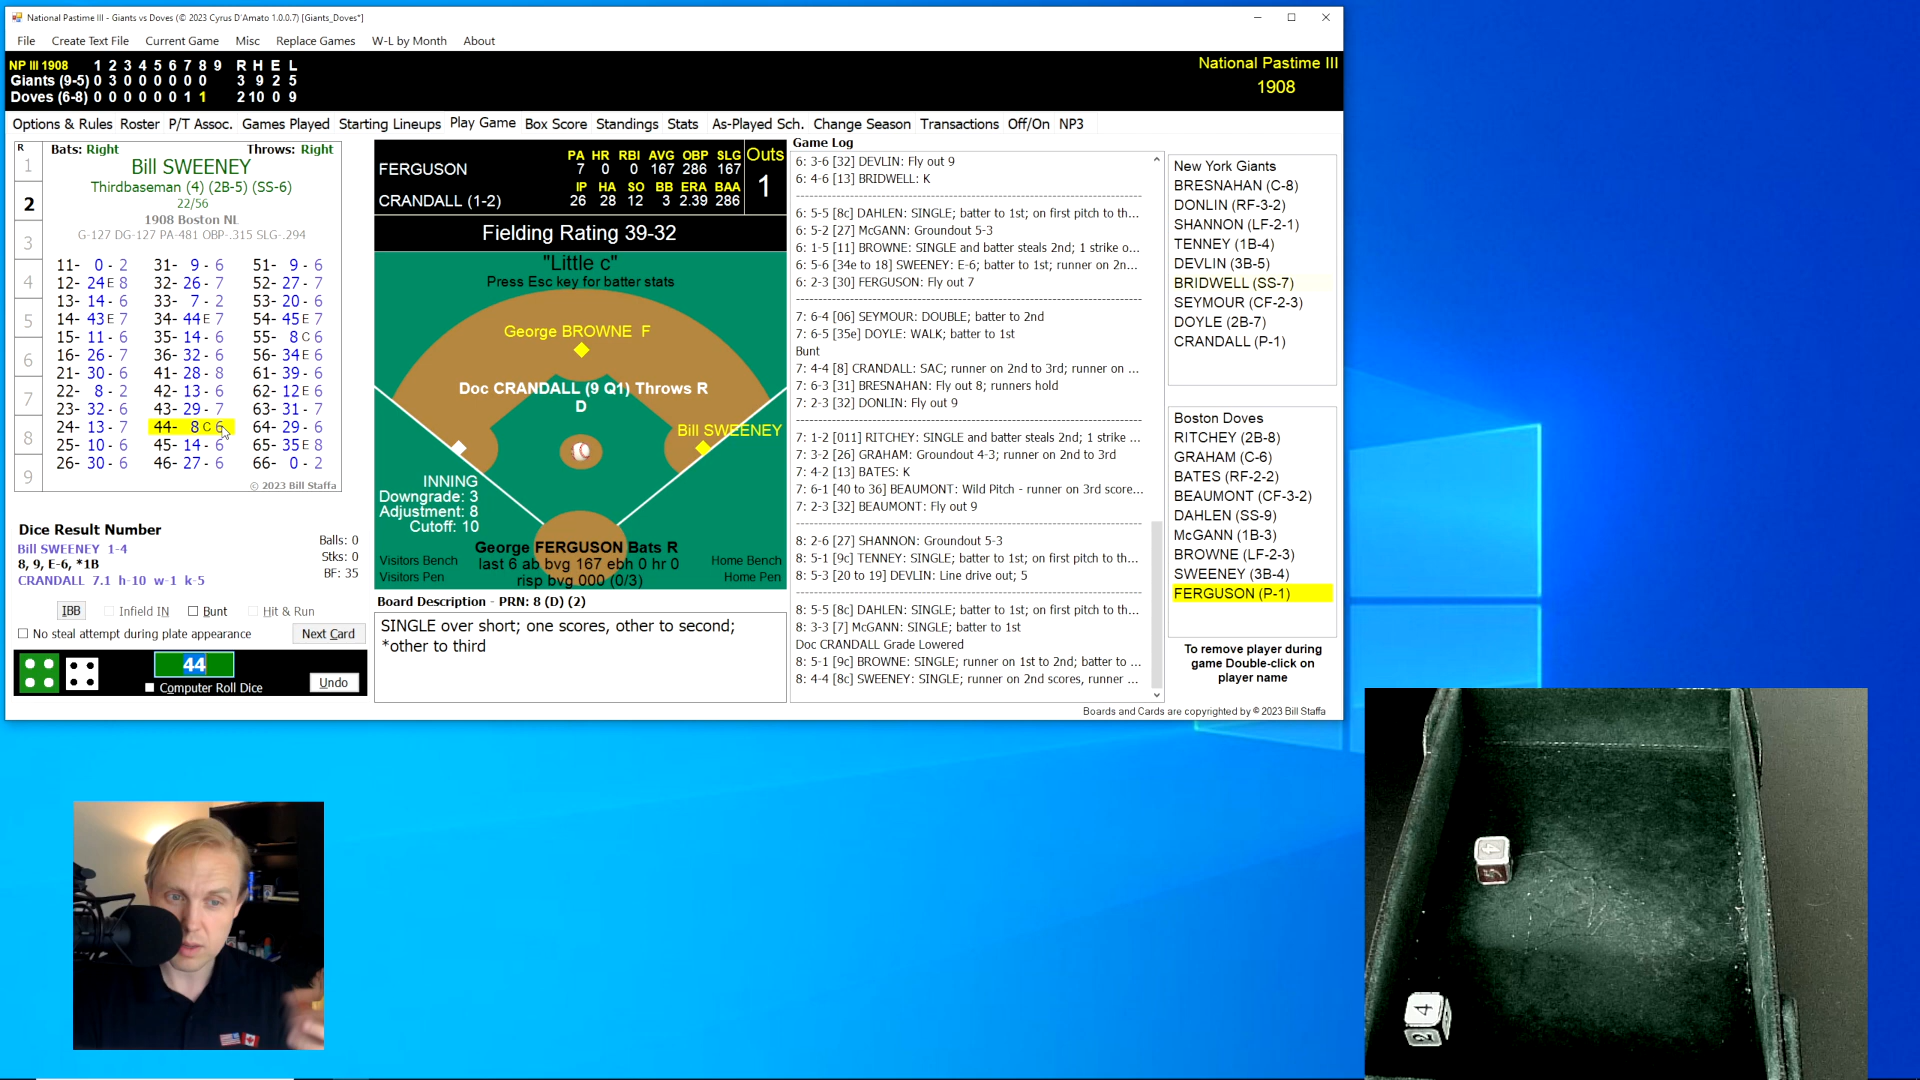 National Pastime III - Giants vs Doves (© 2023 Cyrus D'Amato 1.0.0.7) [Giants_Doves*]
File Create Text File Current Game Misc Replace Games W-L by Month About
NP III 1908 1 2 3 4 5 6 7 8 9 R H E L
Giants (9-5) 0 3 0 0 0 0 0 0 3 9 2 5
Doves (6-8) 0 0 0 0 0 0 1 1 2 10 0 9
National Pastime III
1908
Options & Rules Roster P/T Assoc. Games Played Starting Lineups Play Game Box Score Standings Stats As-Played Sch. Change Season Transactions Off/On NP3
R
1
2
3
4
5
6
7
8
9
Bats: Right Throws: Right
Bill SWEENEY
Thirdbaseman (4) (2B-5) (SS-6)
22/56
1908 Boston NL
G-127 DG-127 PA-481 OBP-.315 SLG-.294
11- 0 - 2 31- 9 - 6 51- 9 - 6
12- 24 E 8 32- 26 - 7 52- 27 - 7
13- 14 - 6 33- 7 - 2 53- 20 - 6
14- 43 E 7 34- 44 E 7 54- 45 E 7
15- 11 - 6 35- 14 - 6 55- 8 C 6
16- 26 - 7 36- 32 - 6 56- 34 E 6
21- 30 - 6 41- 28 - 8 61- 39 - 6
22- 8 - 2 42- 13 - 6 62- 12 E 6
23- 32 - 6 43- 29 - 7 63- 31 - 7
24- 13 - 7 44- 8 C 6 64- 29 - 6
25- 10 - 6 45- 14 - 6 65- 35 E 8
26- 30 - 6 46- 27 - 6 66- 0 - 2
© 2023 Bill Staffa
Dice Result Number
Bill SWEENEY 1-4
8, 9, E-6, *1B
CRANDALL 7.1 h-10 w-1 k-5
Balls: 0
Stks: 0
BF: 35
IBB Infield IN Bunt Hit & Run
No steal attempt during plate appearance Next Card
44
Computer Roll Dice Undo
FERGUSON
PA HR RBI AVG OBP SLG
7 0 0 167 286 167
CRANDALL (1-2)
IP HA SO BB ERA BAA
26 28 12 3 2.39 286
Outs
1
Fielding Rating 39-32
"Little c"
Press Esc key for batter stats
George BROWNE F
Doc CRANDALL (9 Q1) Throws R
D
Bill SWEENEY
INNING
Downgrade: 3
Adjustment: 8
Cutoff: 10
George FERGUSON Bats R
last 6 ab bvg 167 ebh 0 hr 0
risp bvg 000 (0/3)
Visitors Bench
Visitors Pen
Home Bench
Home Pen
Board Description - PRN: 8 (D) (2)
SINGLE over short; one scores, other to second;
*other to third
Game Log
6: 3-6 [32] DEVLIN: Fly out 9
6: 4-6 [13] BRIDWELL: K
6: 5-5 [8c] DAHLEN: SINGLE; batter to 1st; on first pitch to th...
6: 5-2 [27] McGANN: Groundout 5-3
6: 1-5 [11] BROWNE: SINGLE and batter steals 2nd; 1 strike o...
6: 5-6 [34e to 18] SWEENEY: E-6; batter to 1st; runner on 2n...
6: 2-3 [30] FERGUSON: Fly out 7
7: 6-4 [06] SEYMOUR: DOUBLE; batter to 2nd
7: 6-5 [35e] DOYLE: WALK; batter to 1st
Bunt
7: 4-4 [8] CRANDALL: SAC; runner on 2nd to 3rd; runner on ...
7: 6-3 [31] BRESNAHAN: Fly out 8; runners hold
7: 2-3 [32] DONLIN: Fly out 9
7: 1-2 [011] RITCHEY: SINGLE and batter steals 2nd; 1 strike ...
7: 3-2 [26] GRAHAM: Groundout 4-3; runner on 2nd to 3rd
7: 4-2 [13] BATES: K
7: 6-1 [40 to 36] BEAUMONT: Wild Pitch - runner on 3rd score...
7: 2-3 [32] BEAUMONT: Fly out 9
8: 2-6 [27] SHANNON: Groundout 5-3
8: 5-1 [9c] TENNEY: SINGLE; batter to 1st; on first pitch to th...
8: 5-3 [20 to 19] DEVLIN: Line drive out; 5
8: 5-5 [8c] DAHLEN: SINGLE; batter to 1st; on first pitch to th...
8: 3-3 [7] McGANN: SINGLE; batter to 1st
Doc CRANDALL Grade Lowered
8: 5-1 [9c] BROWNE: SINGLE; runner on 1st to 2nd; batter to ...
8: 4-4 [8c] SWEENEY: SINGLE; runner on 2nd scores, runner ...
New York Giants
BRESNAHAN (C-8)
DONLIN (RF-3-2)
SHANNON (LF-2-1)
TENNEY (1B-4)
DEVLIN (3B-5)
BRIDWELL (SS-7)
SEYMOUR (CF-2-3)
DOYLE (2B-7)
CRANDALL (P-1)
Boston Doves
RITCHEY (2B-8)
GRAHAM (C-6)
BATES (RF-2-2)
BEAUMONT (CF-3-2)
DAHLEN (SS-9)
McGANN (1B-3)
BROWNE (LF-2-3)
SWEENEY (3B-4)
FERGUSON (P-1)
To remove player during
game Double-click on
player name
Boards and Cards are copyrighted by © 2023 Bill Staffa
4
4
2